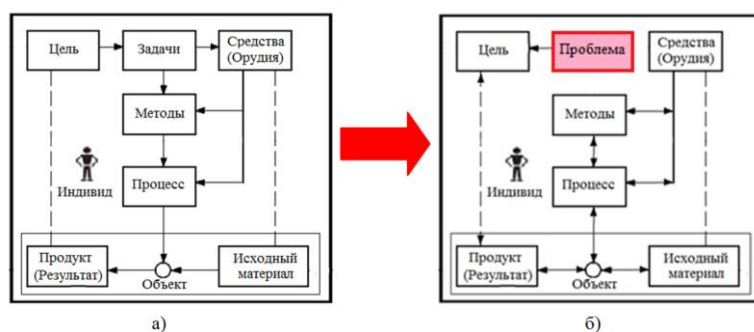 Цель
Задачи
Средства
(Орудия)
Методы
Процесс
Индивид
Продукт
(Результат)
Объект
Исходный
материал
а)
Цель
Проблема
Средства
(Орудия)
Методы
Процесс
Индивид
Продукт
(Результат)
Объект
Исходный
материал
б)